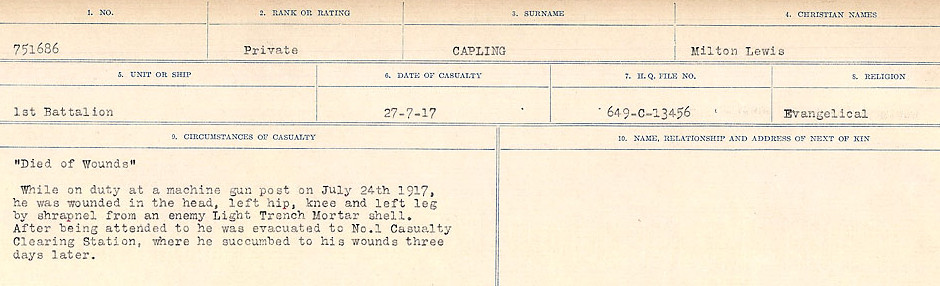 1. NO. 2. RANK OR RATING 3. SURNAME 4. CHRISTIAN NAMES
751686 Private CAPLING Milton Lewis
5. UNIT OR SHIP 6. DATE OF CASUALTY 7. H.Q. FILE NO. 8. RELIGION
1st Battalion 27-7-17 649-C-13456 Evangelical
9. CIRCUMSTANCES OF CASUALTY 10. NAME, RELATIONSHIP AND ADDRESS OF NEXT OF KIN
"Died of Wounds"
While on duty at a machine gun post on July 24th 1917,
he was wounded in the head, left hip, knee and left leg
by shrapnel from an enemy Light Trench Mortar shell.
After being attended to he was evacuated to No.1 Casualty
Clearing Station, where he succumbed to his wounds three
days later.